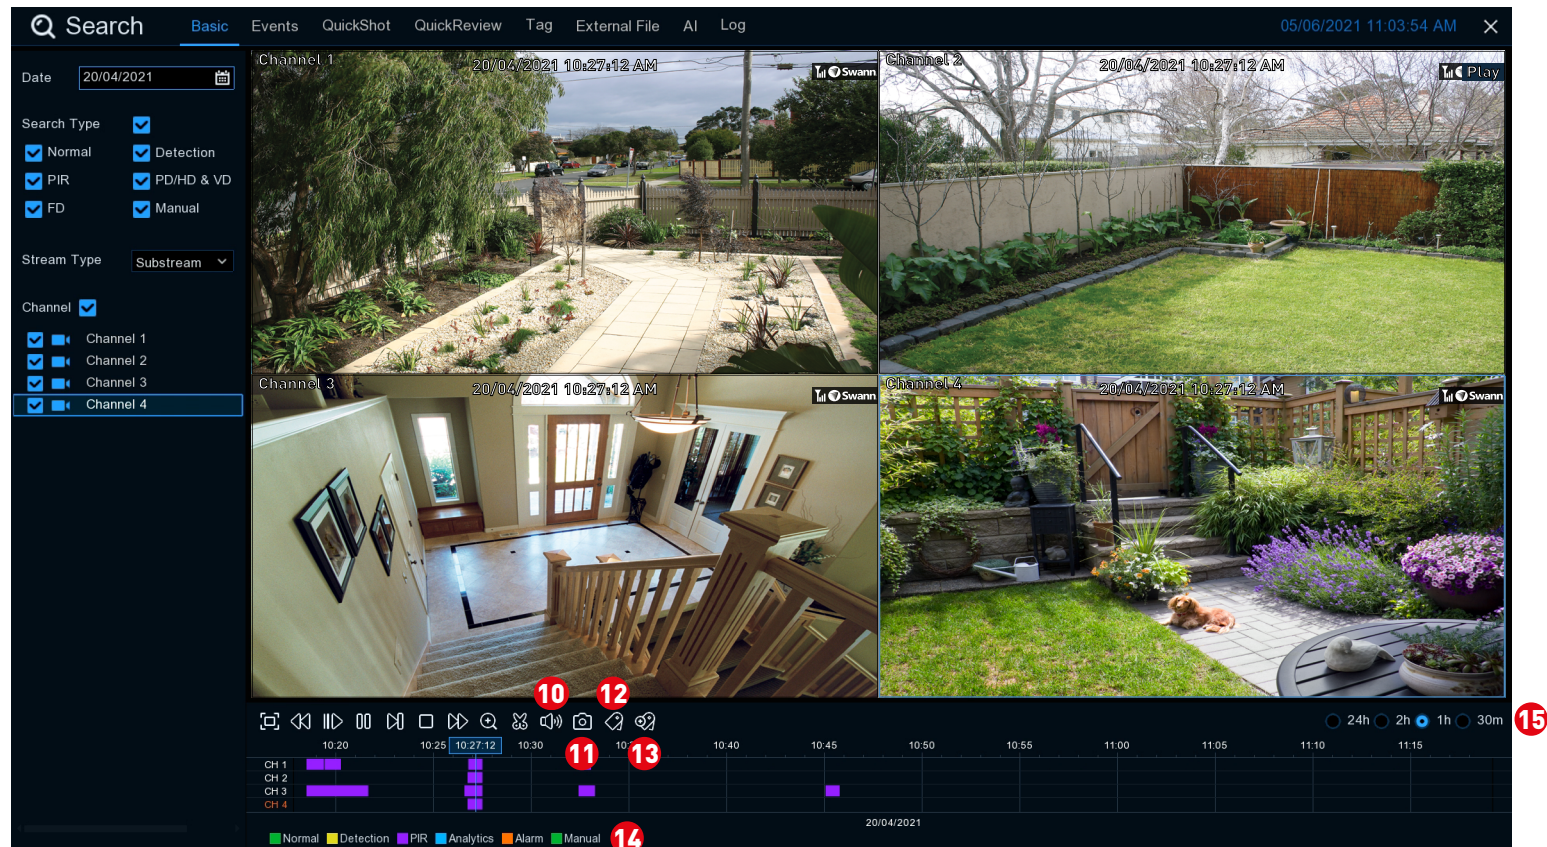 Search Basic Events QuickShot QuickReview Tag External File AI Log 05/06/2021 11:03:54 AM
Date 20/04/2021
Search Type
Normal Detection
PIR PD/HD & VD
FD Manual
Stream Type Substream
Channel
Channel 1
Channel 2
Channel 3
Channel 4
Channel 1 20/04/2021 10:27:12 AM Swann
Channel 2 20/04/2021 10:27:12 AM Play
Channel 3 20/04/2021 10:27:12 AM Swann
Channel 4 20/04/2021 10:27:12 AM Swann
10 12
24h 2h 1h 30m 15
11 13
10:20 10:25 10:27:12 10:30 10:40 10:45 10:50 10:55 11:00 11:05 11:10 11:15
CH 1
CH 2
CH 3
CH 4
20/04/2021
Normal Detection PIR Analytics Alarm Manual 14